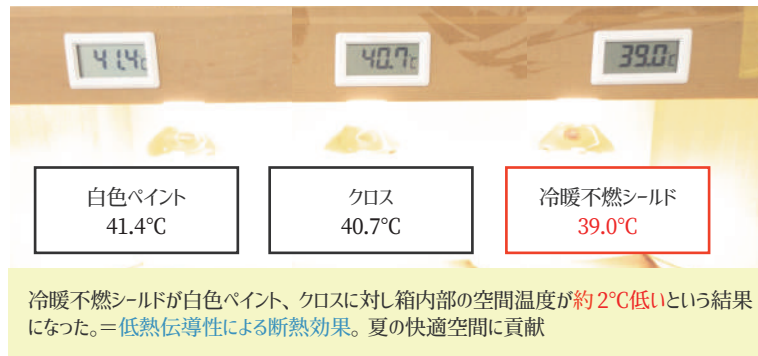 41.4c
40.7c
39.0c
白色ペイント
41.4℃
クロス
40.7℃
冷暖不燃シールド
39.0℃
冷暖不燃シールドが白色ペイント、クロスに対し箱内部の空間温度が約2℃低いという結果
になった。＝低熱伝導性による断熱効果。夏の快適空間に貢献